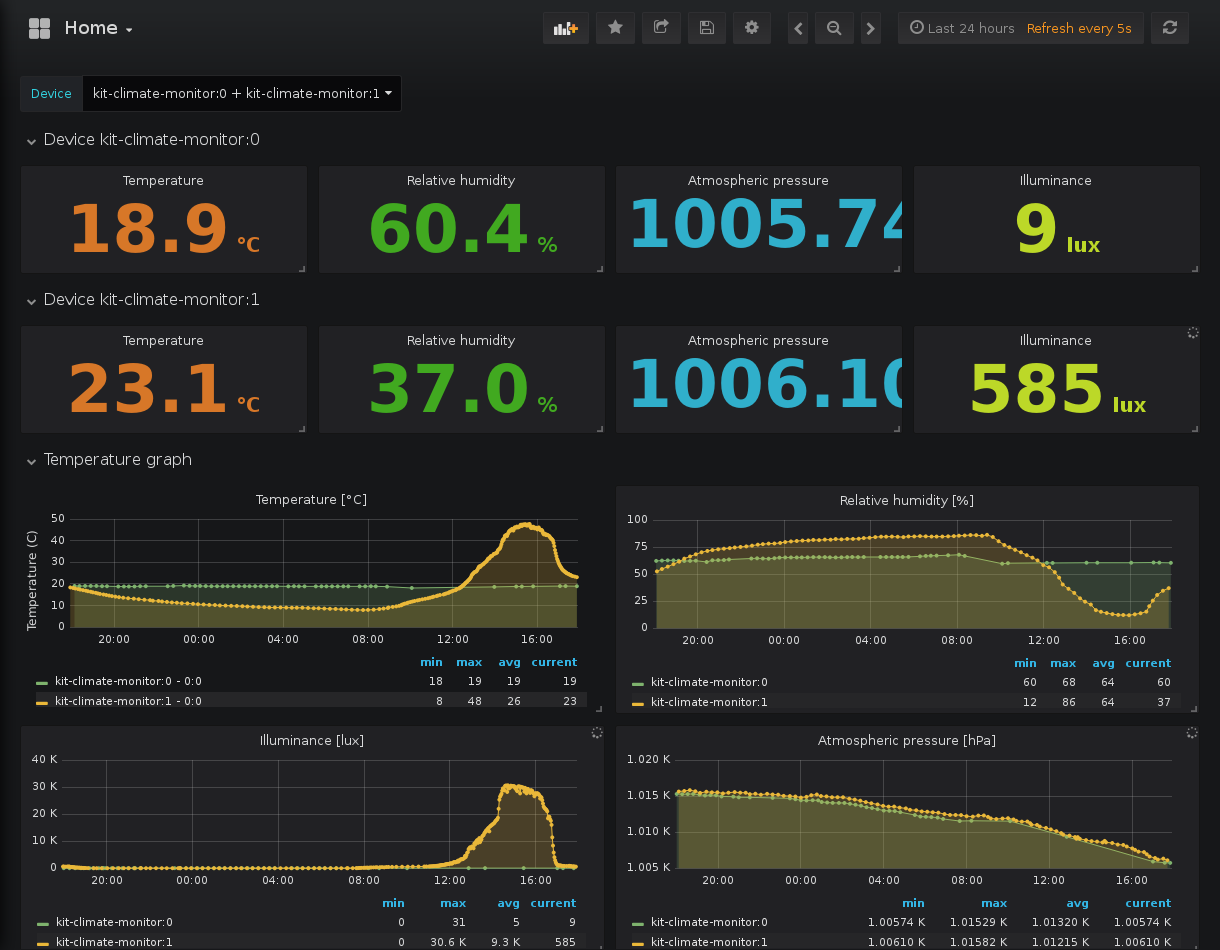 Home
Last 24 hours Refresh every 5s
Device kit-climate-monitor:0 + kit-climate-monitor:1
Device kit-climate-monitor:0
Temperature Relative humidity Atmospheric pressure Illuminance
18.9 °C 60.4 % 1005.74 9 lux
Device kit-climate-monitor:1
Temperature Relative humidity Atmospheric pressure Illuminance
23.1 °C 37.0 % 1006.10 585 lux
Temperature graph
Temperature [°C]
Temperature (C)
50
40
30
20
10
0
20:00 00:00 04:00 08:00 12:00 16:00
min max avg current
kit-climate-monitor:0 - 0:0 18 19 19 19
kit-climate-monitor:1 - 0:0 8 48 26 23
Relative humidity [%]
100
75
50
25
0
20:00 00:00 04:00 08:00 12:00 16:00
min max avg current
kit-climate-monitor:0 60 68 64 60
kit-climate-monitor:1 12 86 64 37
Illuminance [lux]
40 K
30 K
20 K
10 K
0
20:00 00:00 04:00 08:00 12:00 16:00
min max avg current
kit-climate-monitor:0 0 31 5 9
kit-climate-monitor:1 0 30.6 K 9.3 K 585
Atmospheric pressure [hPa]
1.020 K
1.015 K
1.010 K
1.005 K
20:00 00:00 04:00 08:00 12:00 16:00
min max avg current
kit-climate-monitor:0 1.00574 K 1.01529 K 1.01320 K 1.00574 K
kit-climate-monitor:1 1.00610 K 1.01582 K 1.01215 K 1.00610 K